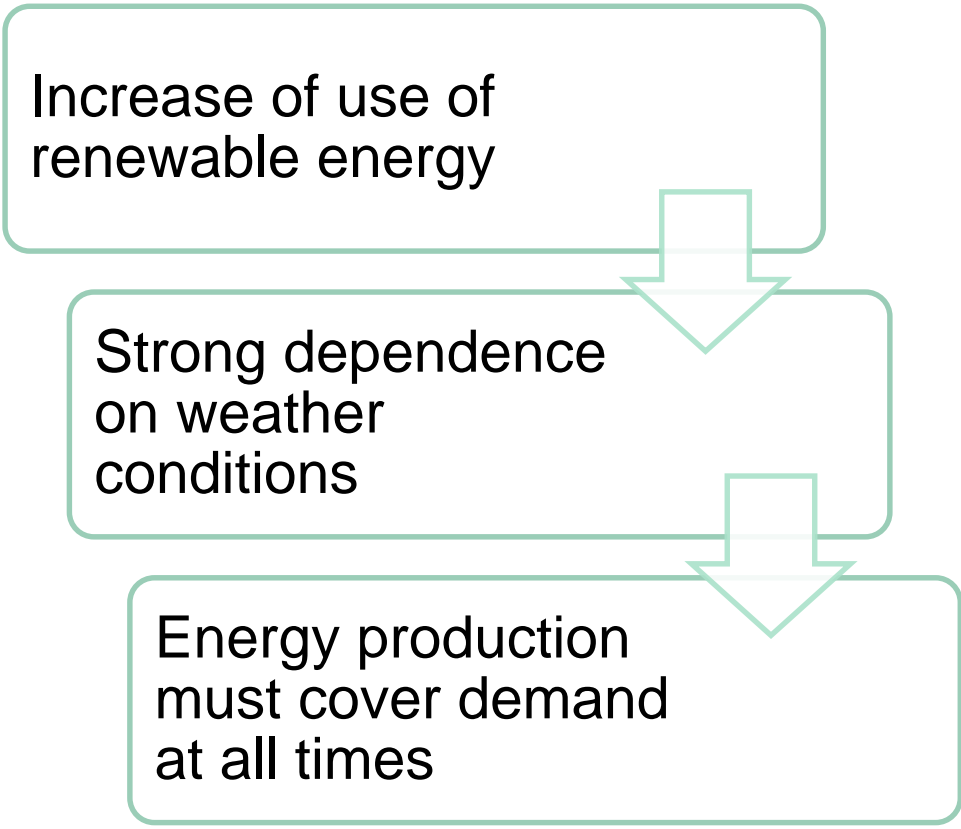 Increase of use of
renewable energy
Strong dependence
on weather
conditions
Energy production
must cover demand
at all times